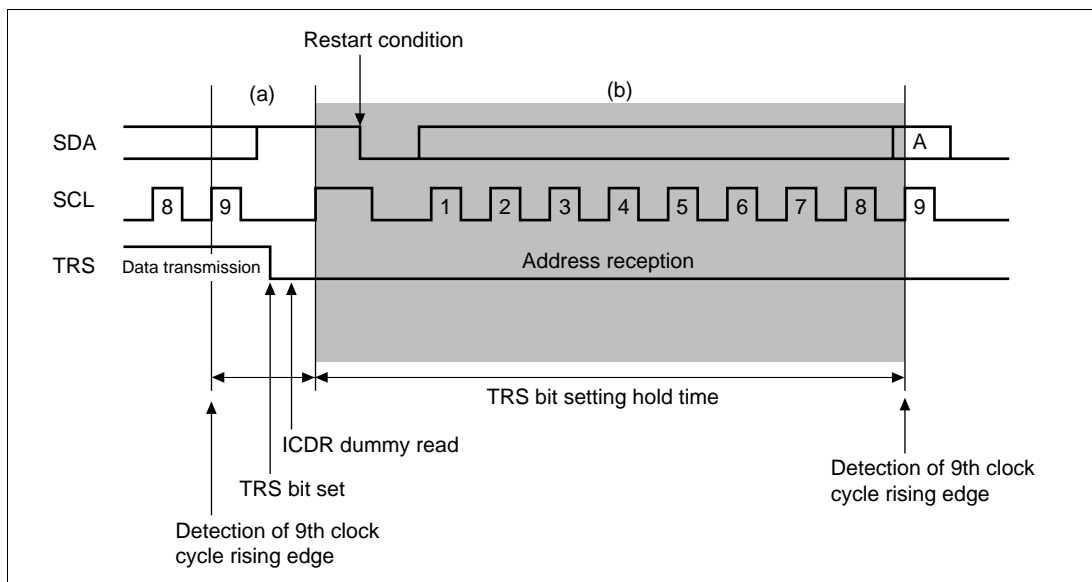 Restart condition
(a)
(b)
SDA
A
SCL
8
9
1
2
3
4
5
6
7
8
9
TRS
Data transmission
Address reception
TRS bit setting hold time
ICDR dummy read
TRS bit set
Detection of 9th clock
cycle rising edge
Detection of 9th clock
cycle rising edge